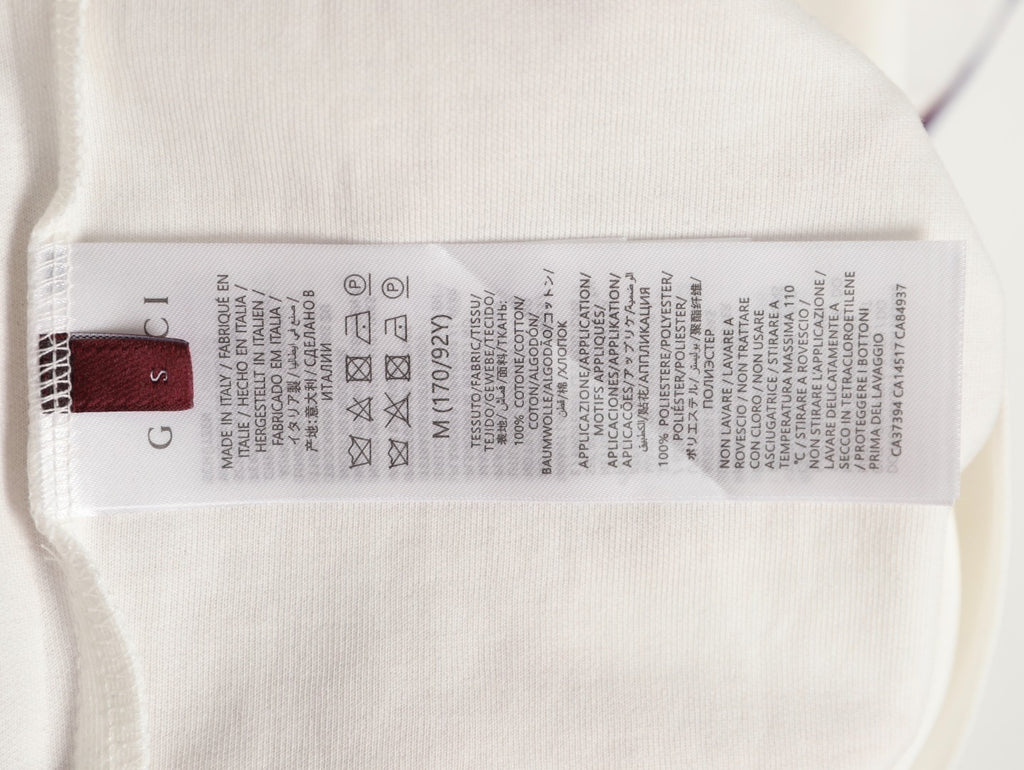 GUCCI
S
MADE IN ITALY / FABRIQUÉ EN
ITALIE / HECHO EN ITALIA /
HERGESTELLT IN ITALIEN /
FABRICADO EM ITALIA /
イタリア製 / صنع في إيطاليا /
产地:意大利 / СДЕЛАНО В
ИТАЛИИ
M (170/92Y)
TESSUTO/FABRIC/TISSU/
TEJIDO/GEWEBE/TECIDO/
表地/قماش/面料/ТКАНЬ:
100% COTONE/COTTON/
COTON/ALGODON/
BAUMWOLLE/ALGODÃO/コットン/
قطن/棉/ХЛОПОК
APPLICAZIONE/APPLICATION/
MOTIFS APPLIQUÉS/
APLICACIONES/APPLIKATION/
APLICAÇÕES/アップリケ/الوضعية/
التطبيق/贴花/АППЛИКАЦИЯ
100% POLIESTERE/POLYESTER/
POLIÉSTER/POLIESTER/
ポリエステル/بوليستر/聚酯纤维/
ПОЛИЭСТЕР
NON LAVARE / LAVARE A
ROVESCIO / NON TRATTARE
CON CLORO / NON USARE
ASCIUGATRICE / STIRARE A
TEMPERATURA MASSIMA 110
°C / STIRARE A ROVESCIO /
NON STIRARE L'APPLICAZIONE /
LAVARE DELICATAMENTE A
SECCO IN TETRACLOROETILENE
/ PROTEGGERE I BOTTONI
PRIMA DEL LAVAGGIO
CA37394 CA14517 CA84937